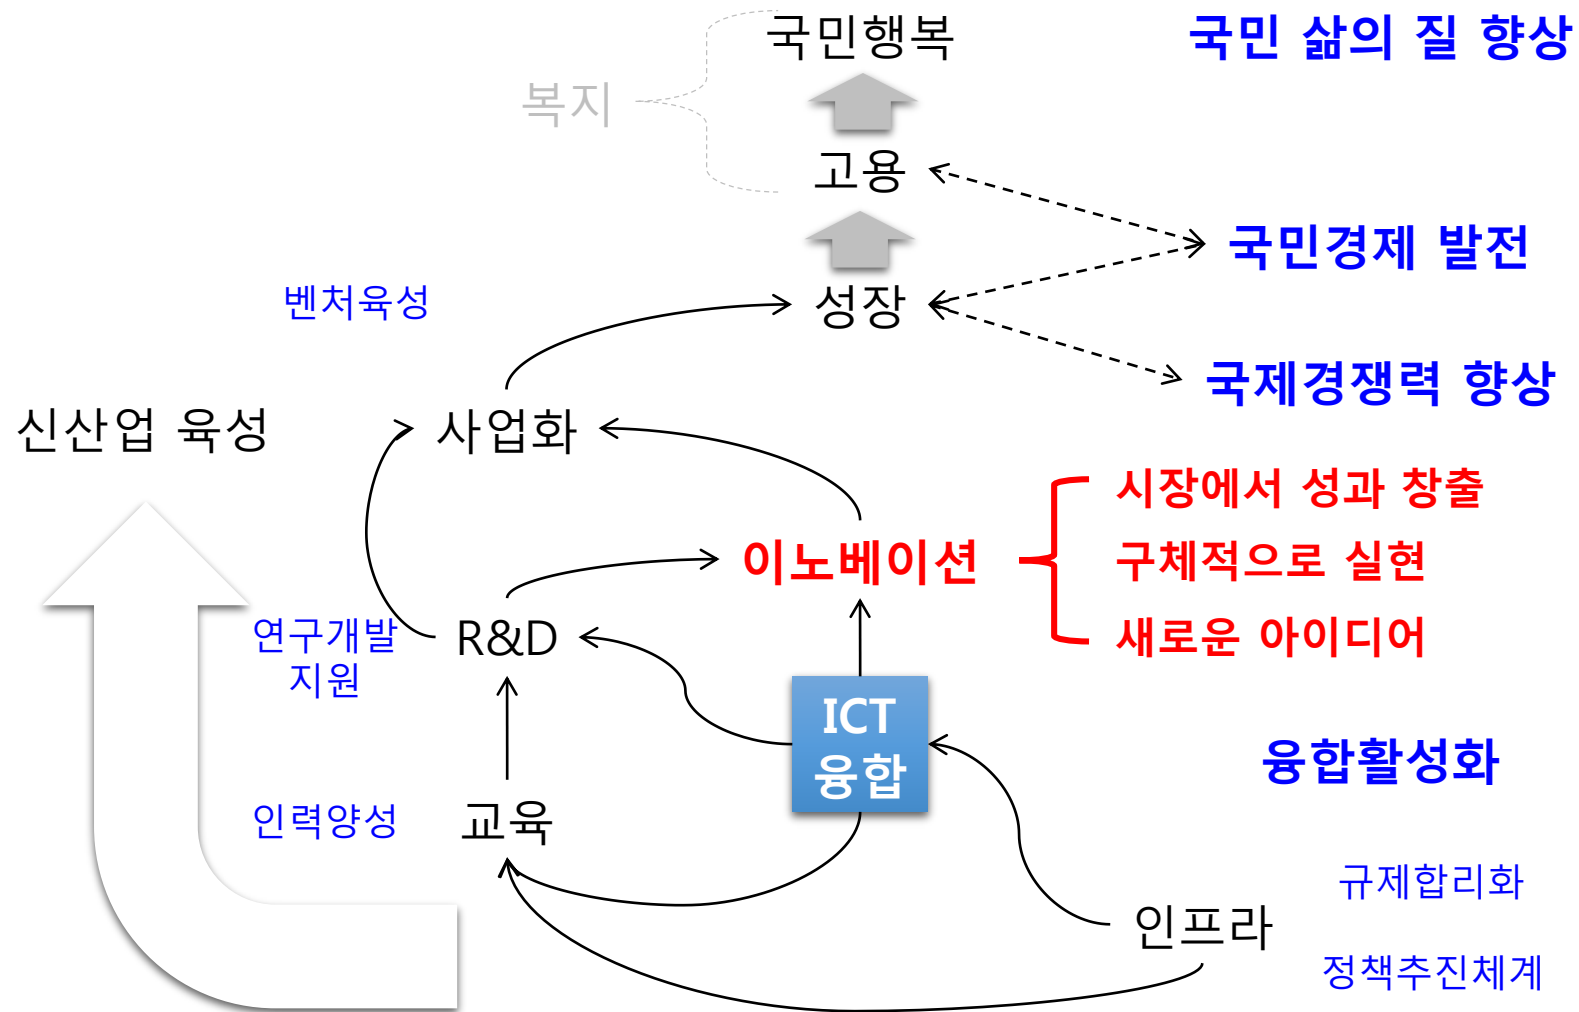 국민행복
국민 삶의 질 향상
복지
고용
국민경제 발전
벤처육성
성장
국제경쟁력 향상
신산업 육성
사업화
시장에서 성과 창출
이노베이션
구체적으로 실현
연구개발
지원
R&D
새로운 아이디어
ICT
융합
융합활성화
인력양성
교육
규제합리화
인프라
정책추진체계